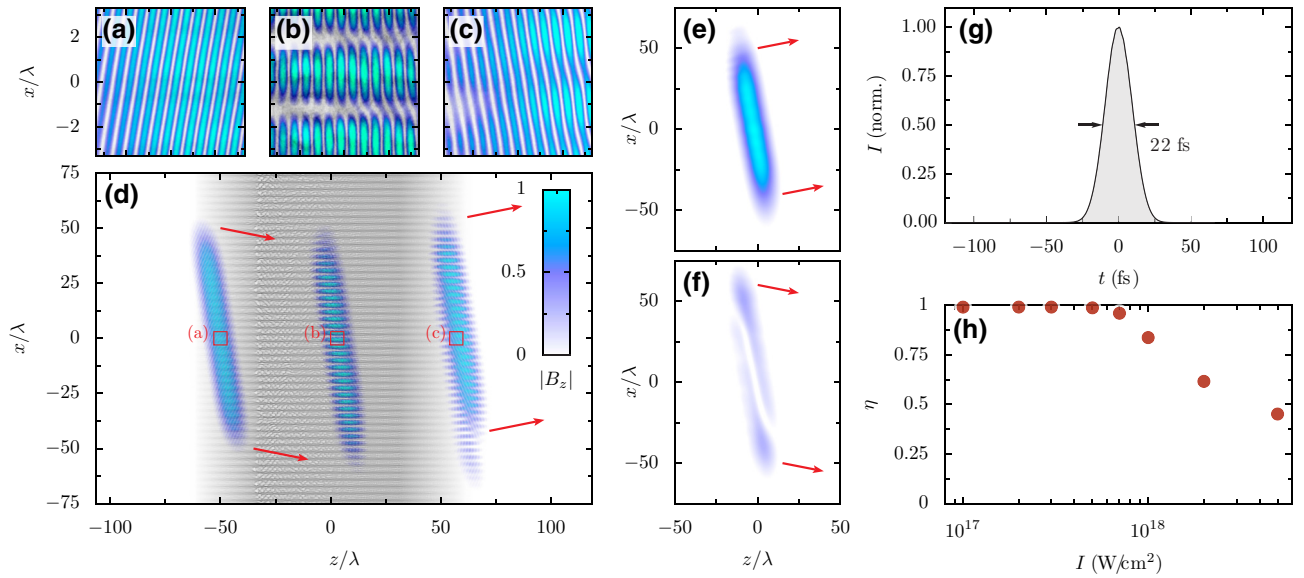 (a)
(b)
(c)
x/λ
2
0
−2
(d)
x/λ
75
50
25
0
−25
−50
−75
(a)
(b)
(c)
1
0.5
0
|B_z|
−100
−50
0
50
100
z/λ
(e)
x/λ
50
0
−50
(f)
x/λ
50
0
−50
−50
0
50
z/λ
(g)
I (norm.)
1.00
0.75
0.50
0.25
0.00
22 fs
−100
−50
0
50
100
t (fs)
(h)
η
1
0.75
0.5
0.25
0
10^17
10^18
I (W/cm^2)